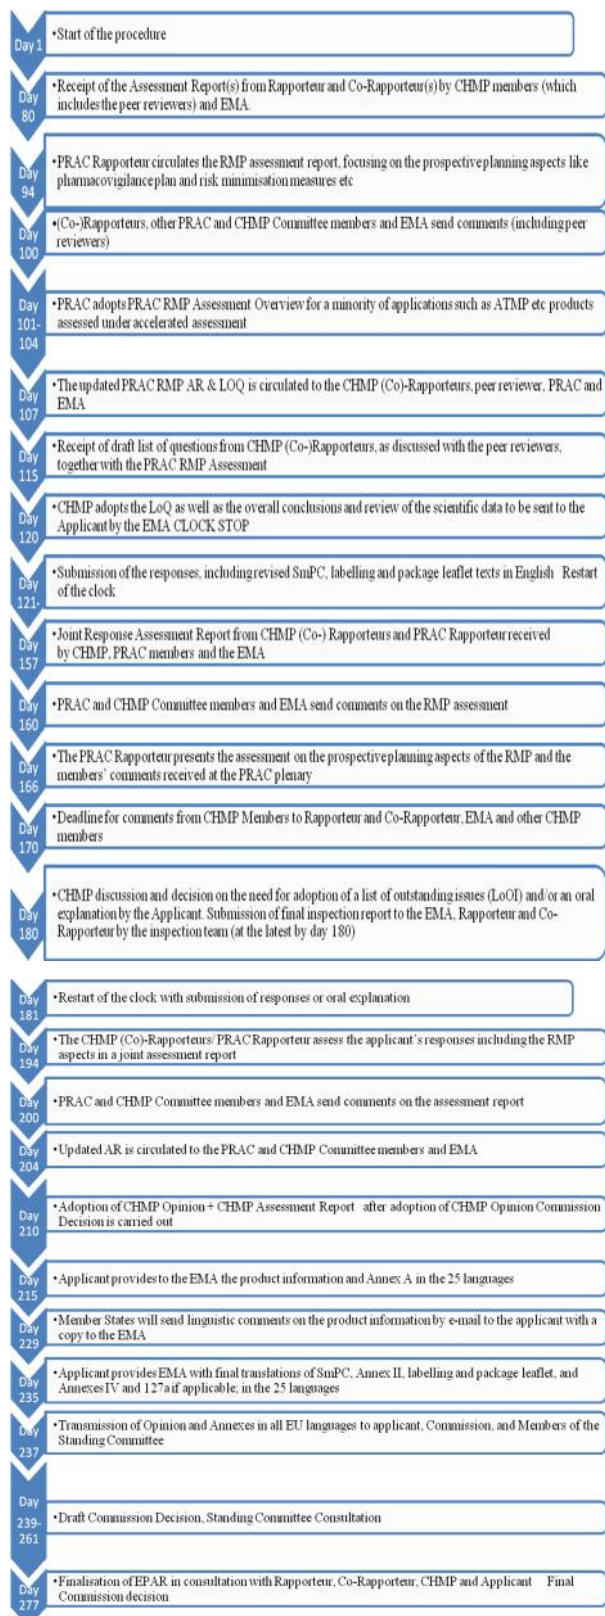 Day 1
•Start of the procedure
Day
80
•Receipt of the Assessment Report(s) from Rapporteur and Co-Rapporteur(s) by CHMP members (which
includes the peer reviewers) and EMA.
Day
94
•PRAC Rapporteur circulates the RMP assessment report, focusing on the prospective planning aspects like
pharmacovigilance plan and risk minimisation measures etc
Day
100
•(Co-)Rapporteurs, other PRAC and CHMP Committee members and EMA send comments (including peer
reviewers)
Day
101-
104
•PRAC adopts PRAC RMP Assessment Overview for a minority of applications such as ATMP etc products
assessed under accelerated assessment
Day
107
•The updated PRAC RMP AR & LOQ is circulated to the CHMP (Co)-Rapporteurs, peer reviewer, PRAC and
EMA
Day
115
•Receipt of draft list of questions from CHMP (Co-)Rapporteurs, as discussed with the peer reviewers,
together with the PRAC RMP Assessment
Day
120
•CHMP adopts the LoQ as well as the overall conclusions and review of the scientific data to be sent to the
Applicant by the EMA CLOCK STOP
Day
121-
•Submission of the responses, including revised SmPC, labelling and package leaflet texts in English Restart
of the clock
Day
157
•Joint Response Assessment Report from CHMP (Co-) Rapporteurs and PRAC Rapporteur received
by CHMP, PRAC members and the EMA
Day
160
•PRAC and CHMP Committee members and EMA send comments on the RMP assessment
Day
166
•The PRAC Rapporteur presents the assessment on the prospective planning aspects of the RMP and the
members' comments received at the PRAC plenary
Day
170
•Deadline for comments from CHMP Members to Rapporteur and Co-Rapporteur, EMA and other CHMP
members
Day
180
•CHMP discussion and decision on the need for adoption of a list of outstanding issues (LoOI) and/or an oral
explanation by the Applicant. Submission of final inspection report to the EMA, Rapporteur and Co-
Rapporteur by the inspection team (at the latest by day 180)
Day
181
•Restart of the clock with submission of responses or oral explanation
Day
194
•The CHMP (Co)-Rapporteurs/ PRAC Rapporteur assess the applicant's responses including the RMP
aspects in a joint assessment report
Day
200
•PRAC and CHMP Committee members and EMA send comments on the assessment report
Day
204
•Updated AR is circulated to the PRAC and CHMP Committee members and EMA
Day
210
•Adoption of CHMP Opinion + CHMP Assessment Report after adoption of CHMP Opinion Commission
Decision is carried out
Day
215
•Applicant provides to the EMA the product information and Annex A in the 25 languages
Day
229
•Member States will send linguistic comments on the product information by e-mail to the applicant with a
copy to the EMA
Day
235
•Applicant provides EMA with final translations of SmPC, Annex II, labelling and package leaflet, and
Annexes IV and 127a if applicable; in the 25 languages
Day
237
•Transmission of Opinion and Annexes in all EU languages to applicant, Commission, and Members of the
Standing Committee
Day
239-
261
•Draft Commission Decision, Standing Committee Consultation
Day
277
•Finalisation of EPAR in consultation with Rapporteur, Co-Rapporteur, CHMP and Applicant Final
Commission decision